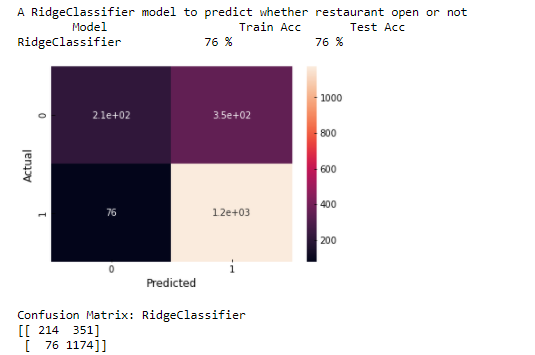 A RidgeClassifier model to predict whether restaurant open or not
Model Train Acc Test Acc
RidgeClassifier 76 % 76 %
2.1e+02 3.5e+02
76 1.2e+03
0
1
Actual
0 1
Predicted
1000
800
600
400
200
Confusion Matrix: RidgeClassifier
[[ 214 351]
[ 76 1174]]